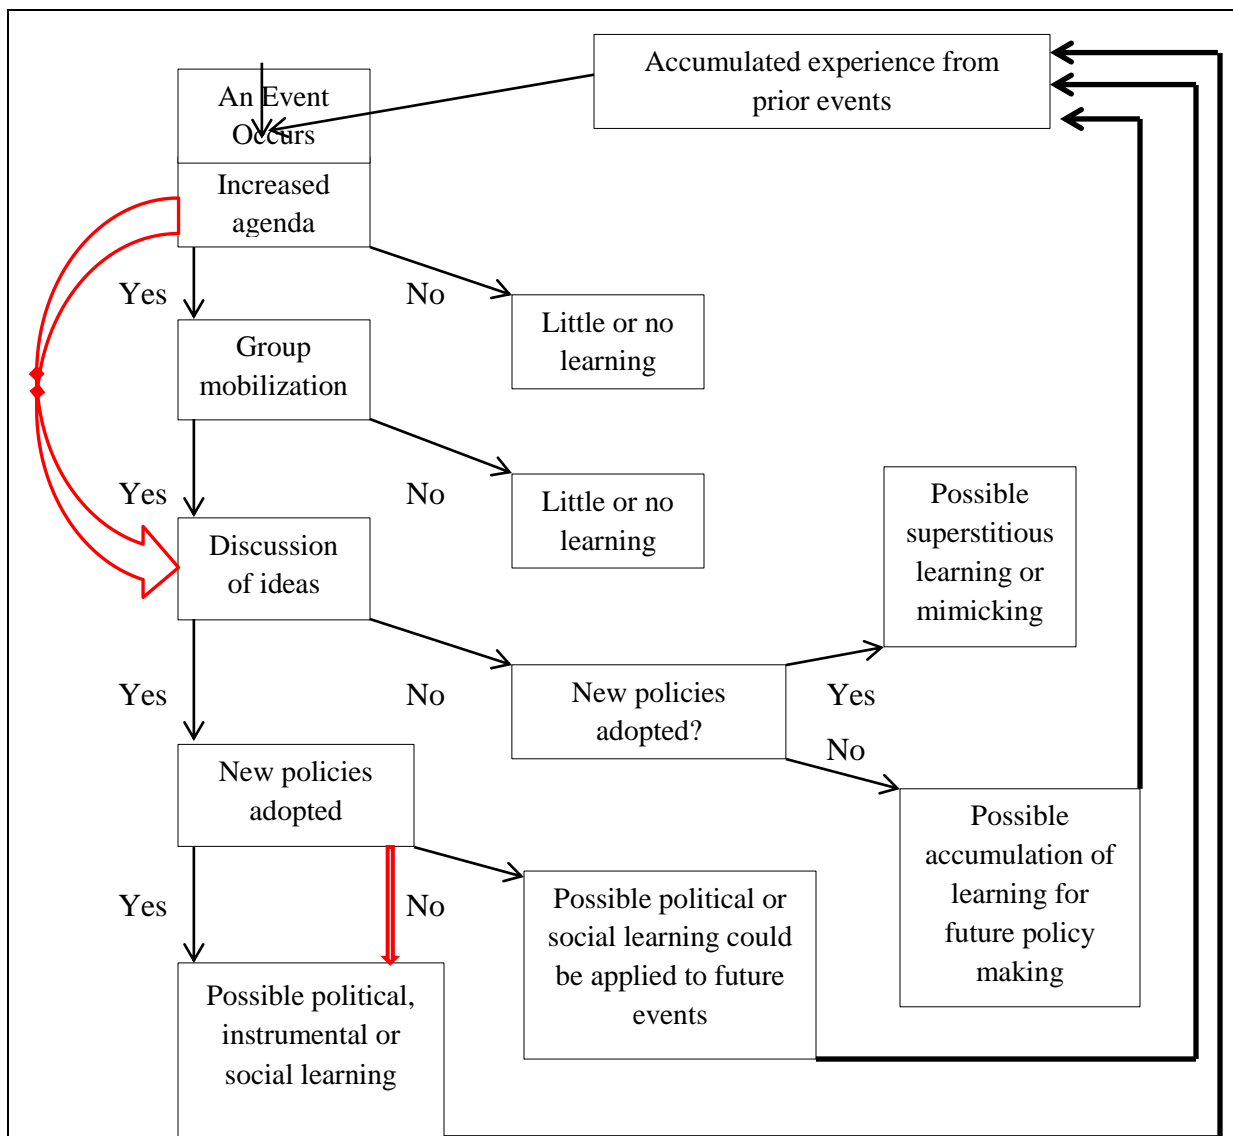 An Event
Occurs
Accumulated experience from
prior events
Increased
agenda
Yes
No
Group
mobilization
Little or no
learning
Yes
No
Little or no
learning
Discussion
of ideas
Possible
superstitious
learning or
mimicking
Yes
No
New policies
adopted?
Yes
No
New policies
adopted
Yes
No
Possible political or
social learning could
be applied to future
events
Possible
accumulation of
learning for
future policy
making
Possible political,
instrumental or
social learning